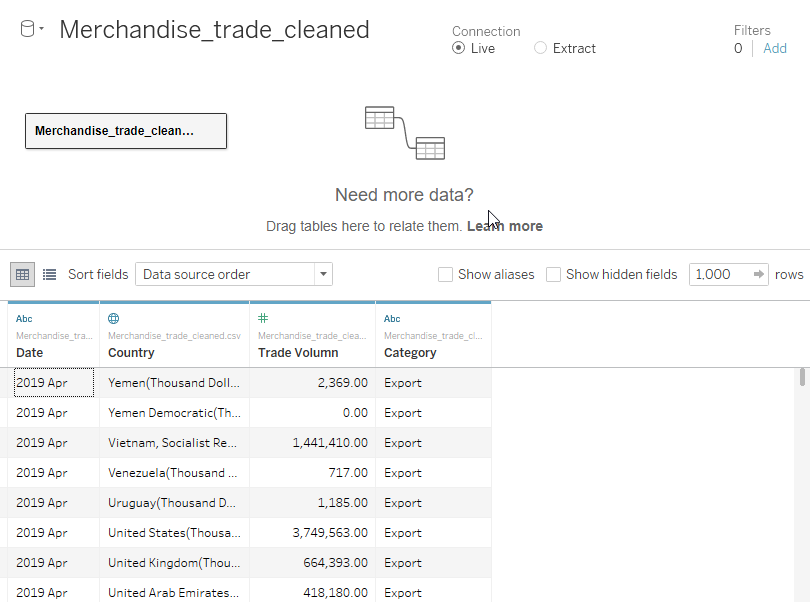 Merchandise_trade_cleaned
Connection
Live Extract
Filters
0 Add
Merchandise_trade_clean...
Need more data?
Drag tables here to relate them. Learn more
Sort fields Data source order Show aliases Show hidden fields 1,000 rows
Abc Abc
Merchandise_tra... Merchandise_trade_cleaned.csv Merchandise_trade_clea... Merchandise_trade_cl...
Date Country Trade Volumn Category
2019 Apr Yemen(Thousand Doll... 2,369.00 Export
2019 Apr Yemen Democratic(Th... 0.00 Export
2019 Apr Vietnam, Socialist Re... 1,441,410.00 Export
2019 Apr Venezuela(Thousand ... 717.00 Export
2019 Apr Uruguay(Thousand D... 1,185.00 Export
2019 Apr United States(Thousa... 3,749,563.00 Export
2019 Apr United Kingdom(Thou... 664,393.00 Export
2019 Apr United Arab Emirates... 418,180.00 Export